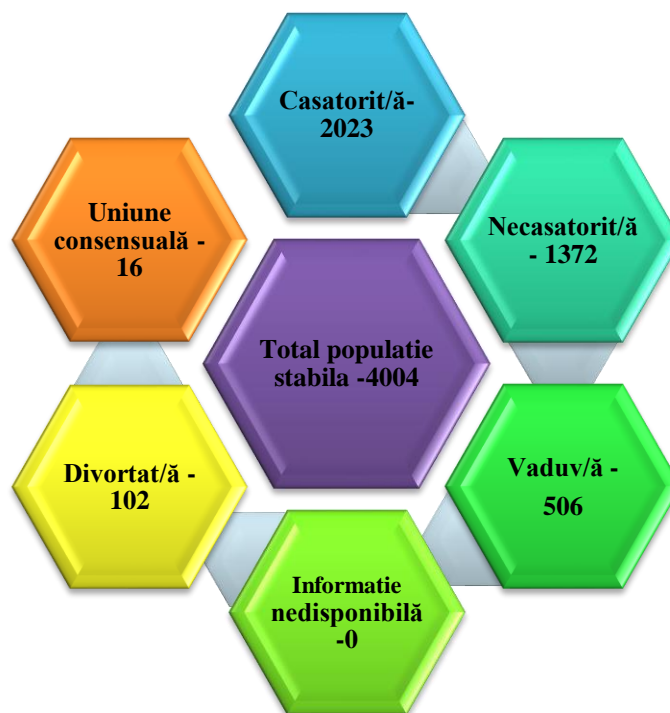 Casatorit/ă-
2023
Necasatorit/ă
- 1372
Vaduv/ă -
506
Informatie
nedisponibilă
-0
Divortat/ă -
102
Uniune
consensuală -
16
Total populatie
stabila -4004